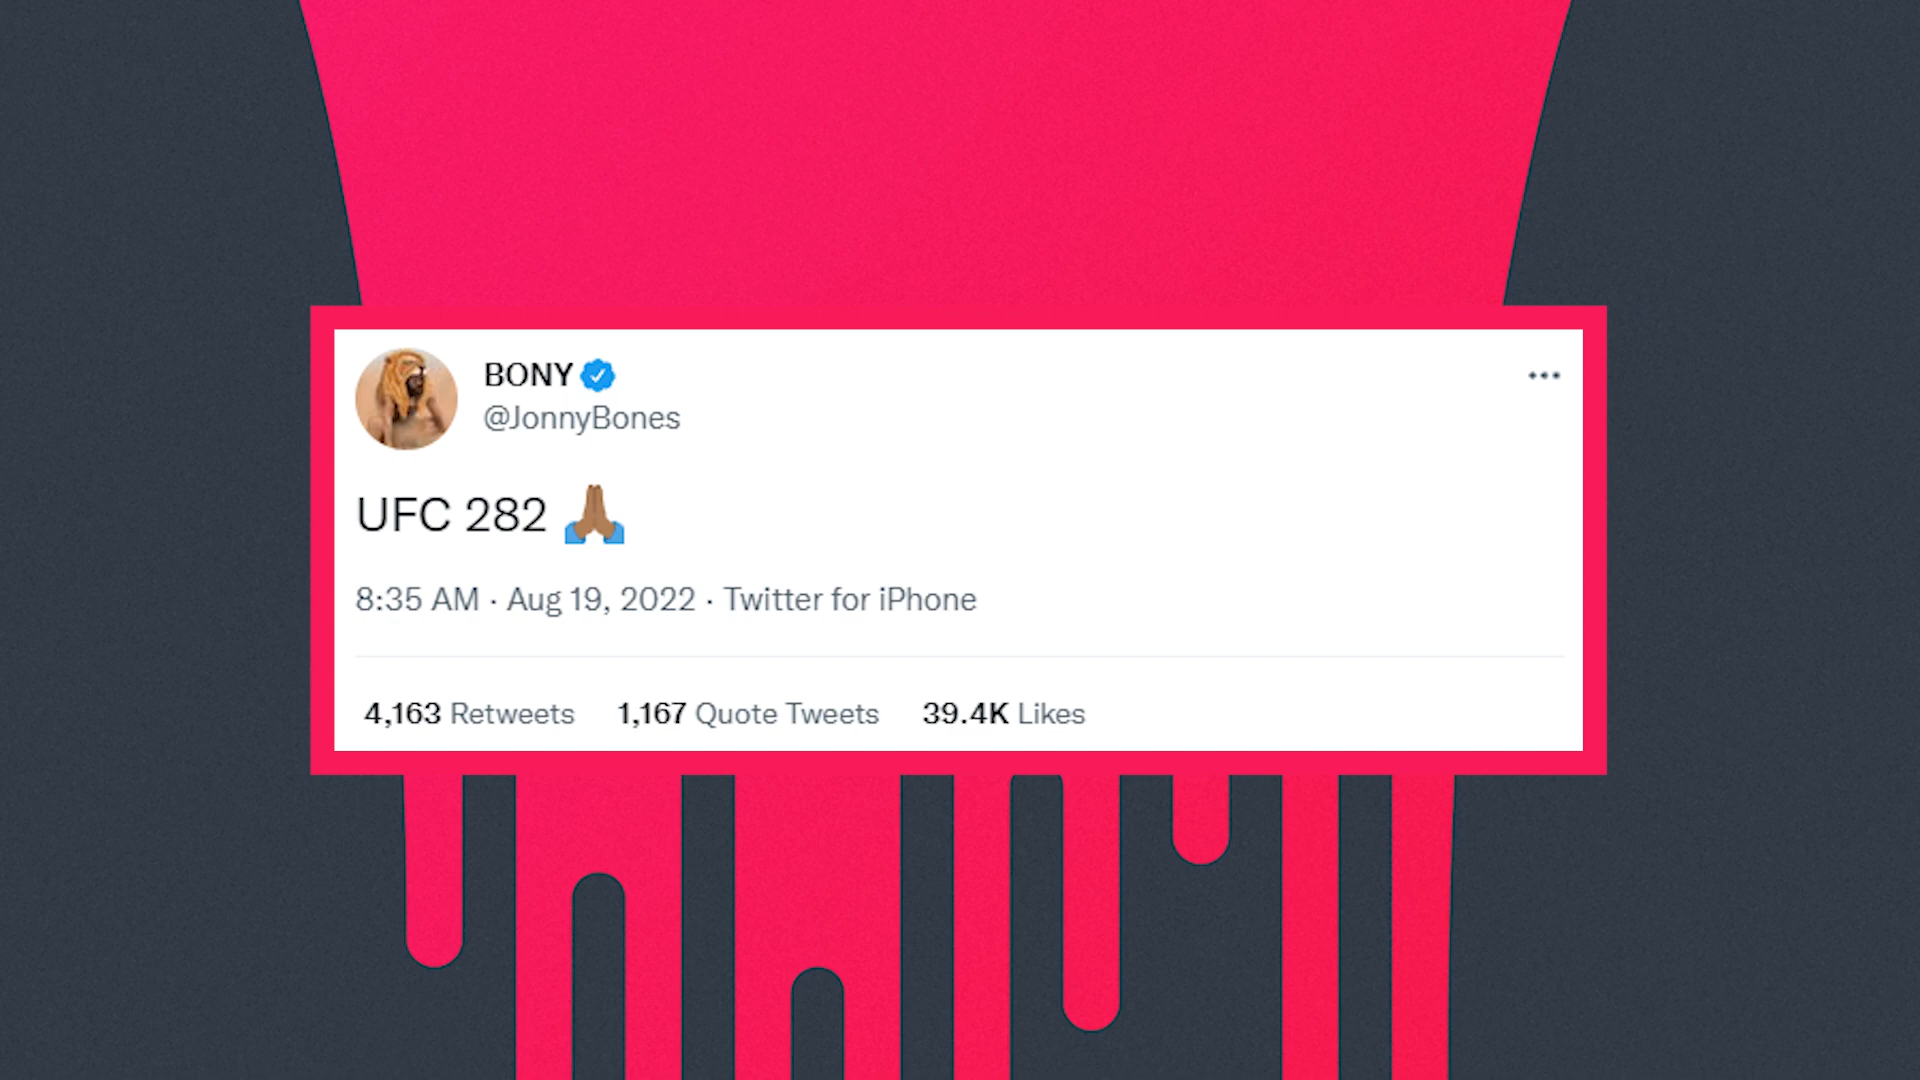 BONY
@JonnyBones
UFC 282 🙏🏾
8:35 AM · Aug 19, 2022 · Twitter for iPhone
4,163 Retweets 1,167 Quote Tweets 39.4K Likes